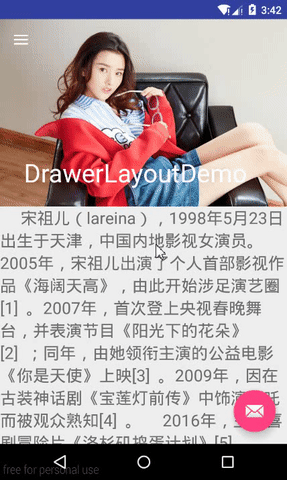 3:42
DrawerLayoutDemo
宋祖儿（lareina），1998年5月23日
出生于天津，中国内地影视女演员。
2005年，宋祖儿出演了个人首部影视作
品《海阔天高》，由此开始涉足演艺圈
[1] 。2007年，首次登上央视春晚舞
台，并表演节目《阳光下的花朵》
[2] ；同年，由她领衔主演的公益电影
《你是天使》上映[3] 。2009年，因在
古装神话剧《宝莲灯前传》中饰演
而被观众熟知[4] 。 2016年，
剧冒险片《洛杉矶捣蛋计划》[5]
free for personal use